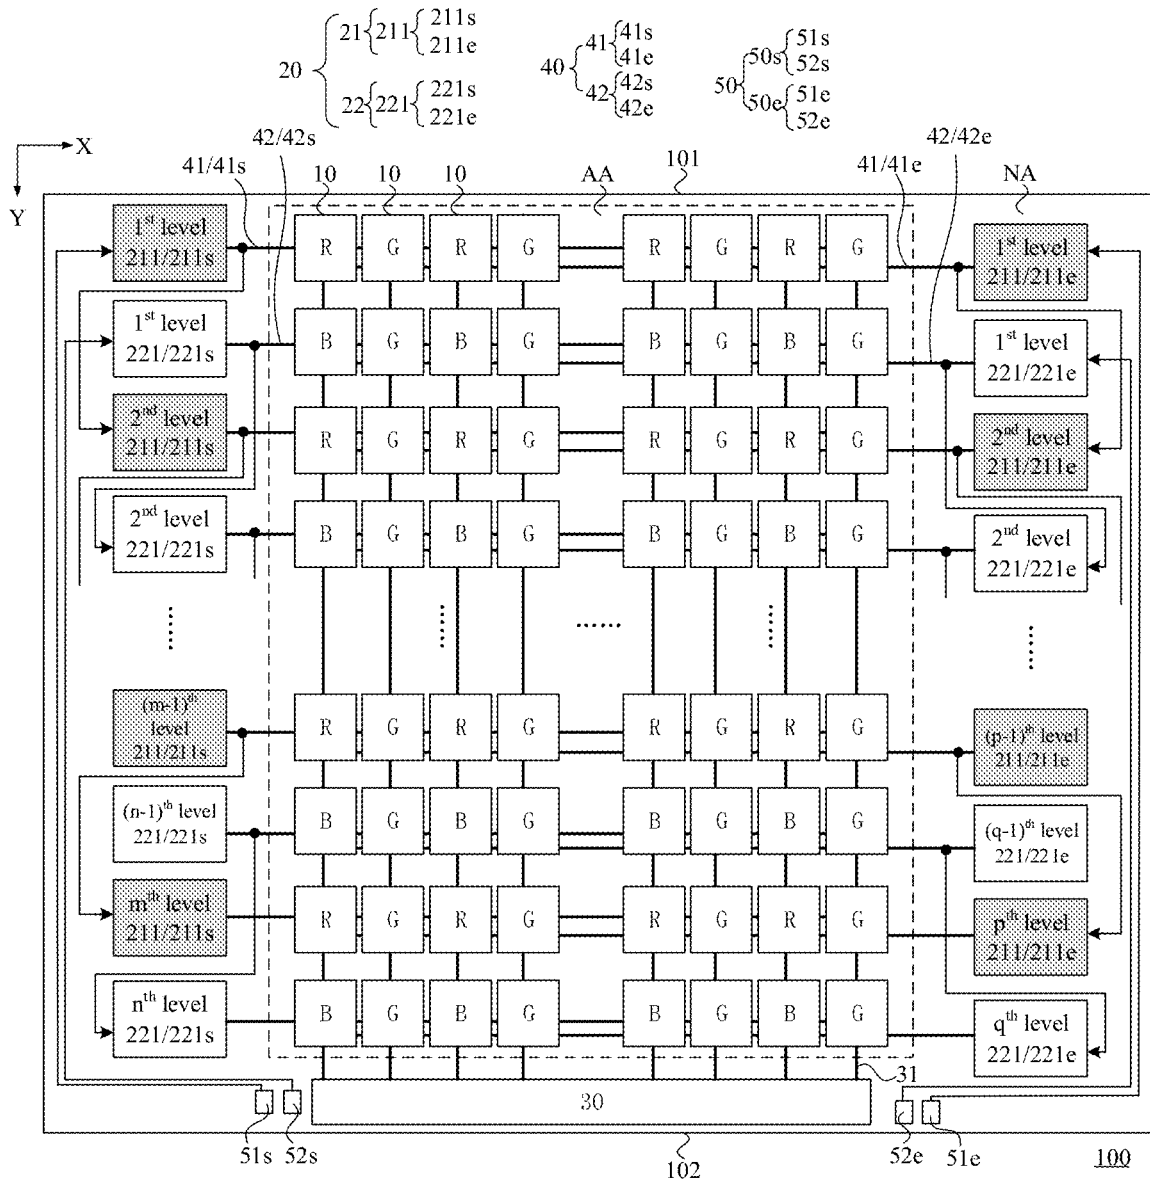 20 21 211 211s 211e
22 221 221s 221e
40 41 41s 41e
42 42s 42e
50 50s 51s 52s
50e 51e 52e
X
Y
41/41s
42/42s
10 10 10
AA
101
41/41e
42/42e
NA
1st level
211/211s
R G R G R G R G
1st level
211/211e
1st level
221/221s
B G B G B G B G
1st level
221/221e
2nd level
211/211s
R G R G R G R G
2nd level
211/211e
2nd level
221/221s
B G B G B G B G
2nd level
221/221e
......
...... ...... ......
......
(m-1)th
level
211/211s
R G R G R G R G
(p-1)th level
211/211e
(n-1)th level
221/221s
B G B G B G B G
(q-1)th level
221/221e
mth level
211/211s
R G R G R G R G
pth level
211/211e
nth level
221/221s
B G B G B G B G
qth level
221/221e
31
30
51s 52s
102
52e 51e
100